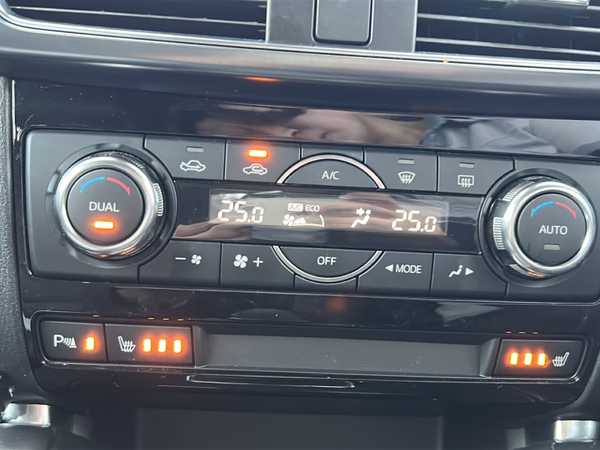 A/C
DUAL
25.0
A/C ECO
25.0
AUTO
− +
OFF
◄ MODE ►
P